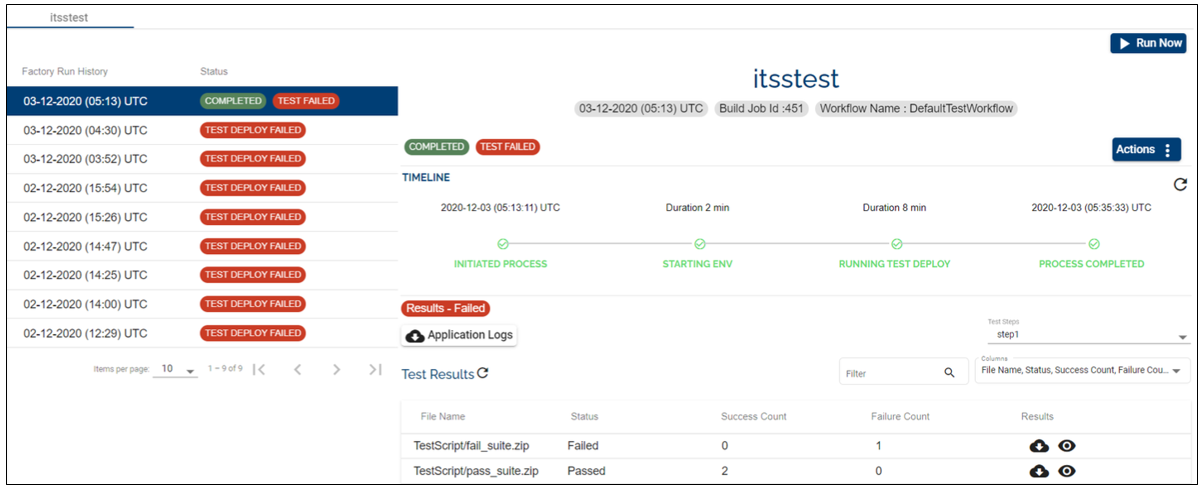 itsstest
Run Now
Factory Run History Status
03-12-2020 (05:13) UTC COMPLETED TEST FAILED
03-12-2020 (04:30) UTC TEST DEPLOY FAILED
03-12-2020 (03:52) UTC TEST DEPLOY FAILED
02-12-2020 (15:54) UTC TEST DEPLOY FAILED
02-12-2020 (15:26) UTC TEST DEPLOY FAILED
02-12-2020 (14:47) UTC TEST DEPLOY FAILED
02-12-2020 (14:25) UTC TEST DEPLOY FAILED
02-12-2020 (14:00) UTC TEST DEPLOY FAILED
02-12-2020 (12:29) UTC TEST DEPLOY FAILED
Items per page: 10 1 – 9 of 9
itsstest
03-12-2020 (05:13) UTC Build Job Id :451 Workflow Name : DefaultTestWorkflow
COMPLETED TEST FAILED
Actions
TIMELINE
2020-12-03 (05:13:11) UTC Duration 2 min Duration 8 min 2020-12-03 (05:35:33) UTC
INITIATED PROCESS STARTING ENV RUNNING TEST DEPLOY PROCESS COMPLETED
Results - Failed
Application Logs
Test Steps
step1
Test Results
Filter
Columns
File Name, Status, Success Count, Failure Cou...
File Name Status Success Count Failure Count Results
TestScript/fail_suite.zip Failed 0 1
TestScript/pass_suite.zip Passed 2 0